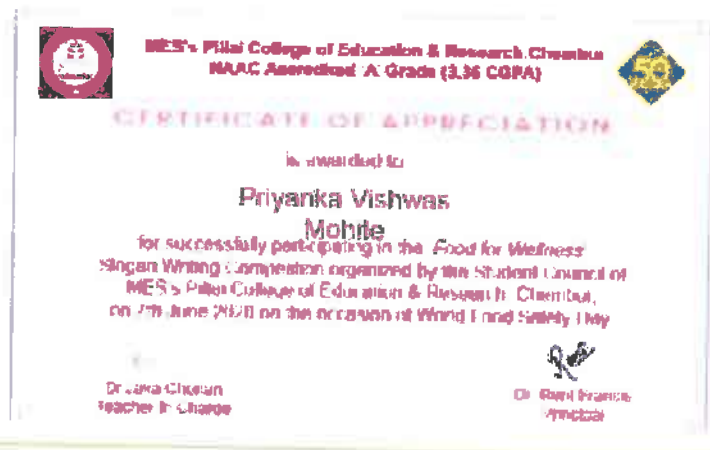 MES's Pillai College of Education & Research, Chembur
NAAC Accredited 'A' Grade (3.36 CGPA)
CERTIFICATE OF APPRECIATION
is awarded to
Priyanka Vishwas
Mohite
for successfully participating in the Food for Wellness
Slogan Writing Competition organized by the Student Council of
MES's Pillai College of Education & Research, Chembur,
on 7th June 2020 on the occasion of World Food Safety Day
Dr
Teacher In Charge
Dr.
Principal